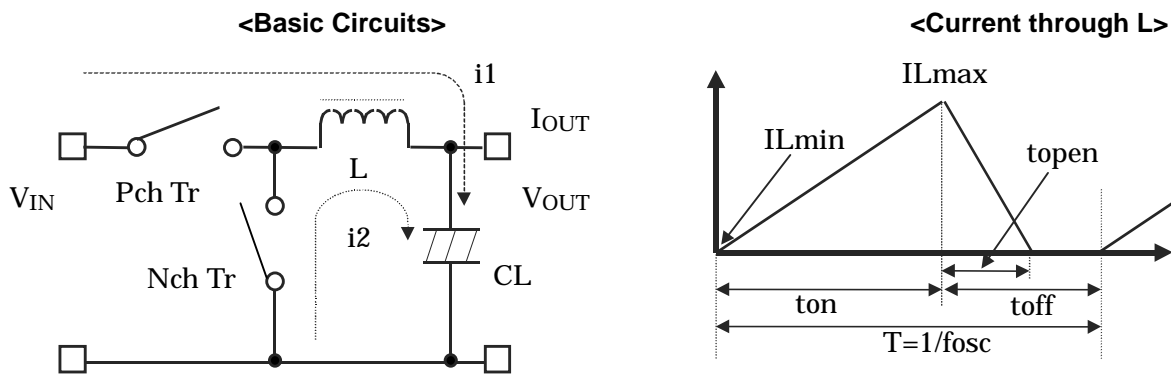 <Basic Circuits>
i1
IOUT
L
VIN
Pch Tr
VOUT
i2
Nch Tr
CL
<Current through L>
ILmax
ILmin
topen
ton
toff
T=1/fosc